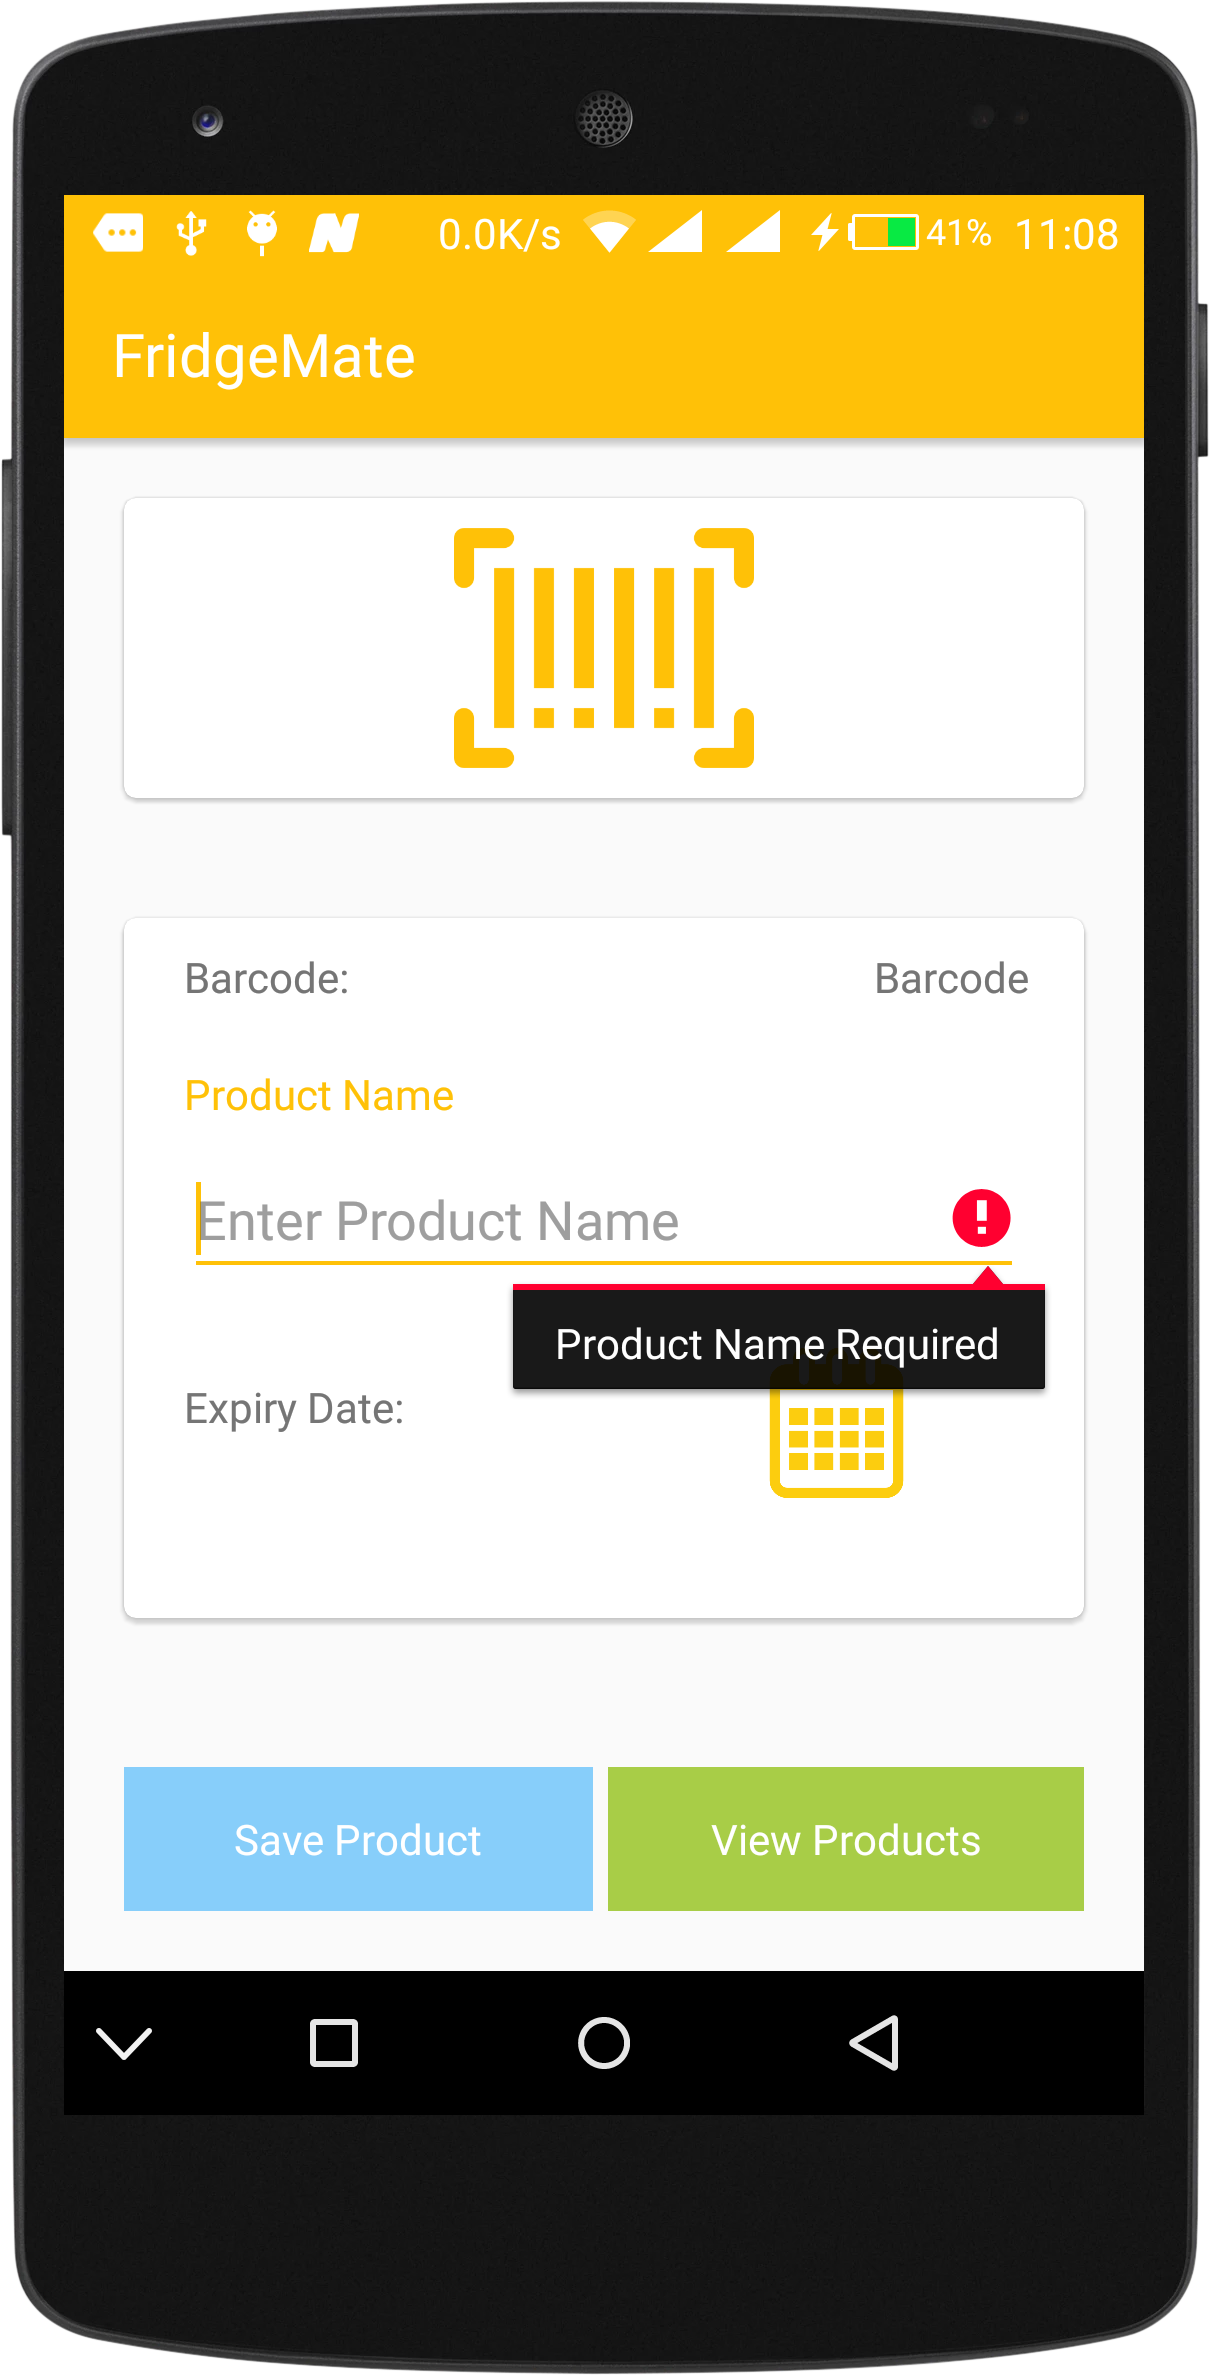 0.0K/s 41% 11:08
FridgeMate
Barcode: Barcode
Product Name
Enter Product Name
Product Name Required
Expiry Date:
Save Product View Products